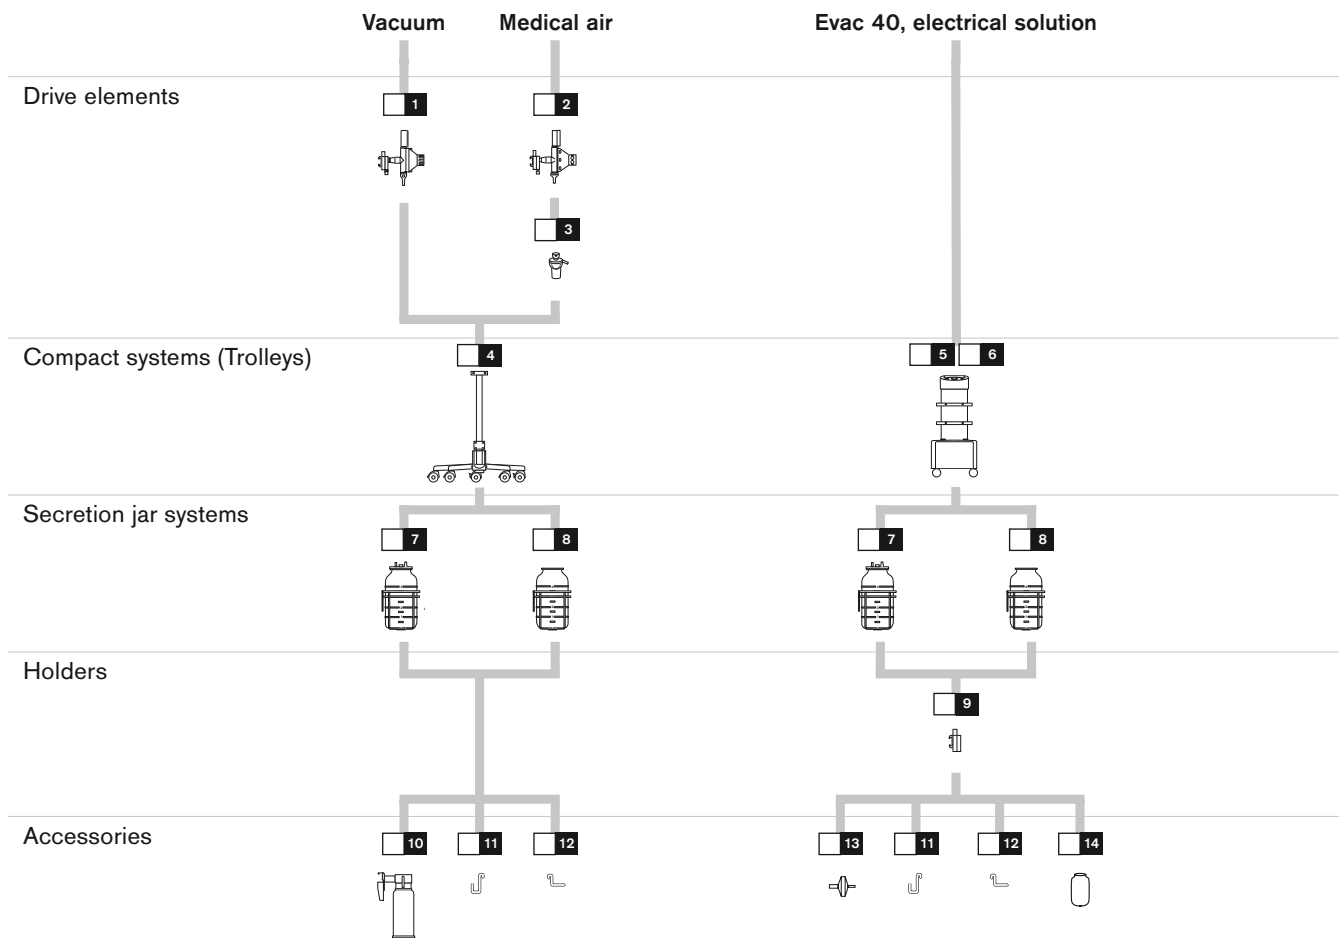 Vacuum Medical air Evac 40, electrical solution
Drive elements
1 2
3
Compact systems (Trolleys)
4 5 6
Secretion jar systems
7 8 7 8
Holders
9
Accessories
10 11 12 13 11 12 14